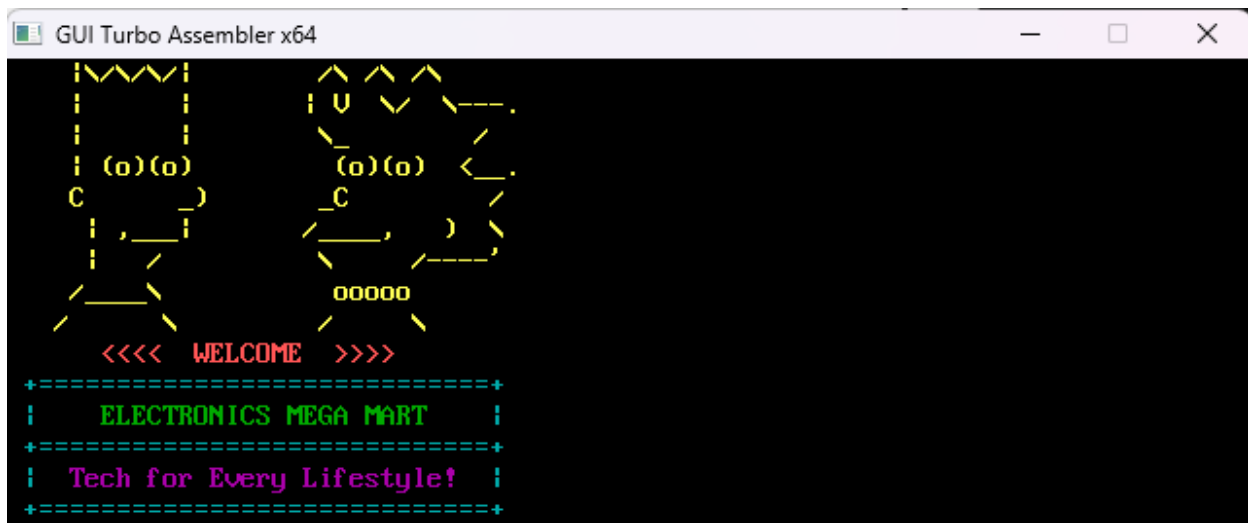 GUI Turbo Assembler x64
<<<< WELCOME >>>>
ELECTRONICS MEGA MART
Tech for Every Lifestyle!